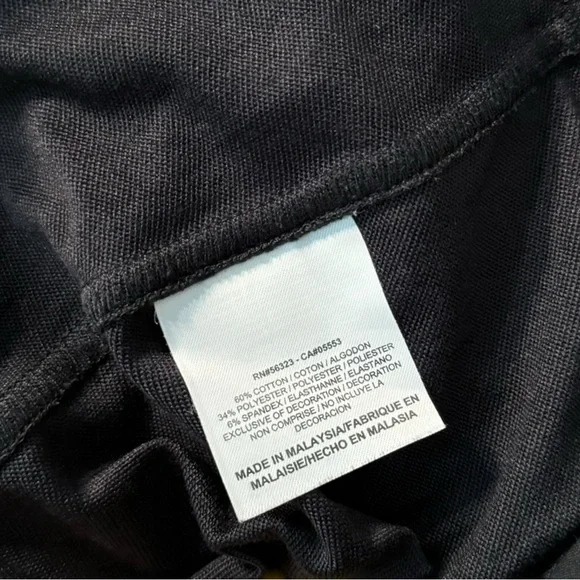 RN#56323 - CA#05553
60% COTTON / COTON / ALGODON
34% POLYESTER / POLYESTER / POLIESTER
6% SPANDEX / ELASTHANNE / ELASTANO
EXCLUSIVE OF DECORATION / DECORATION
NON COMPRISE / NO INCLUYE LA
DECORACION
MADE IN MALAYSIA/FABRIQUE EN
MALAISIE/HECHO EN MALASIA